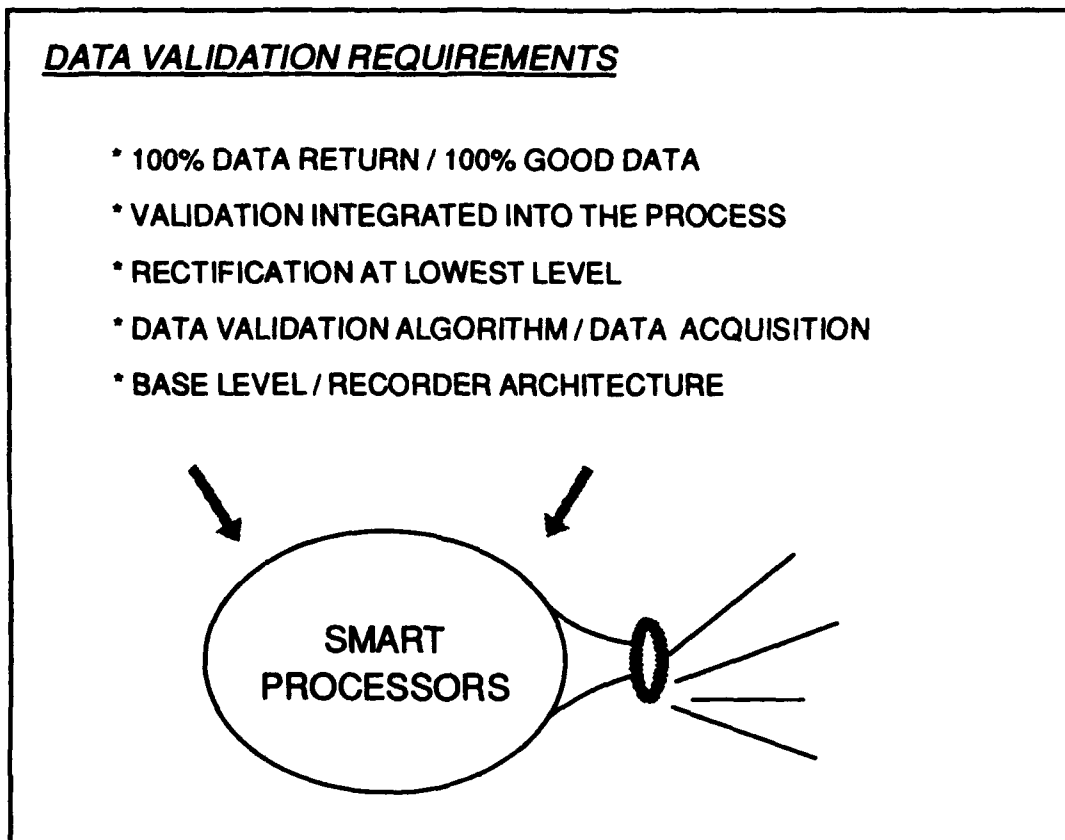 DATA VALIDATION REQUIREMENTS
* 100% DATA RETURN / 100% GOOD DATA
* VALIDATION INTEGRATED INTO THE PROCESS
* RECTIFICATION AT LOWEST LEVEL
* DATA VALIDATION ALGORITHM / DATA ACQUISITION
* BASE LEVEL / RECORDER ARCHITECTURE
SMART
PROCESSORS